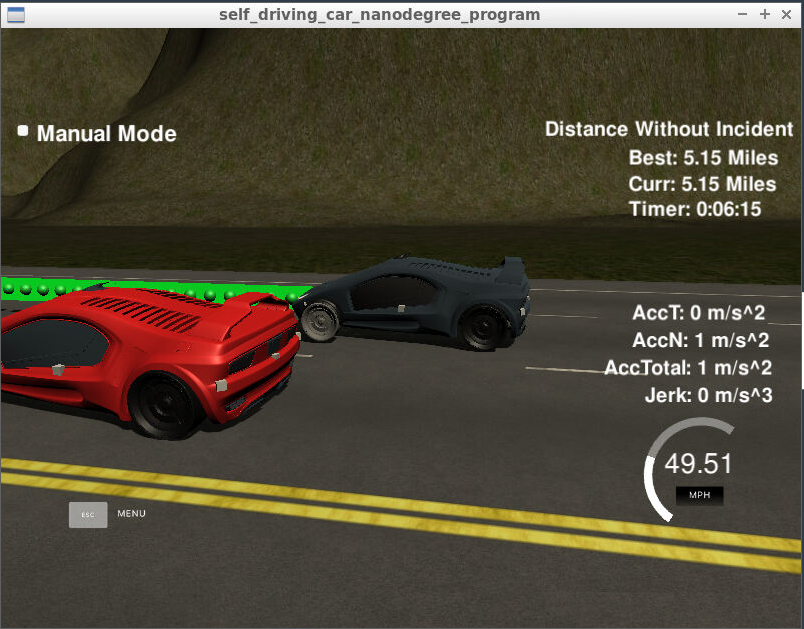 self_driving_car_nanodegree_program
Manual Mode
Distance Without Incident
Best: 5.15 Miles
Curr: 5.15 Miles
Timer: 0:06:15
AccT: 0 m/s^2
AccN: 1 m/s^2
AccTotal: 1 m/s^2
Jerk: 0 m/s^3
49.51
MPH
ESC MENU